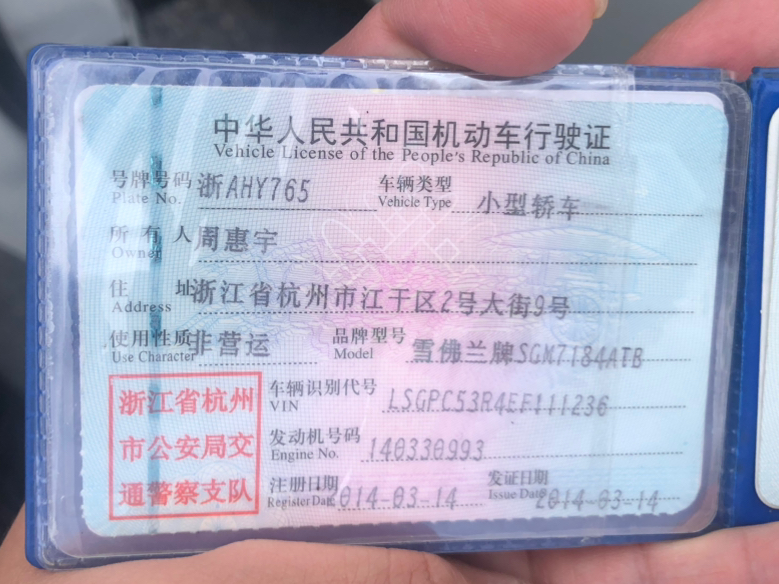 中华人民共和国机动车行驶证
Vehicle License of the People's Republic of China
号牌号码 浙AHY765 车辆类型 小型轿车
Plate No. Vehicle Type
所有人 周惠宇
Owner
住址 浙江省杭州市江干区2号大街9号
Address
使用性质 非营运 品牌型号 雪佛兰牌SGM7184ATB
Use Character Model
浙江省杭州
市公安局交
通警察支队
车辆识别代号 LSGPC53R4EF111236
VIN
发动机号码 140330993
Engine No.
注册日期 014-03-14 发证日期 2014-03-14
Register Date Issue Date